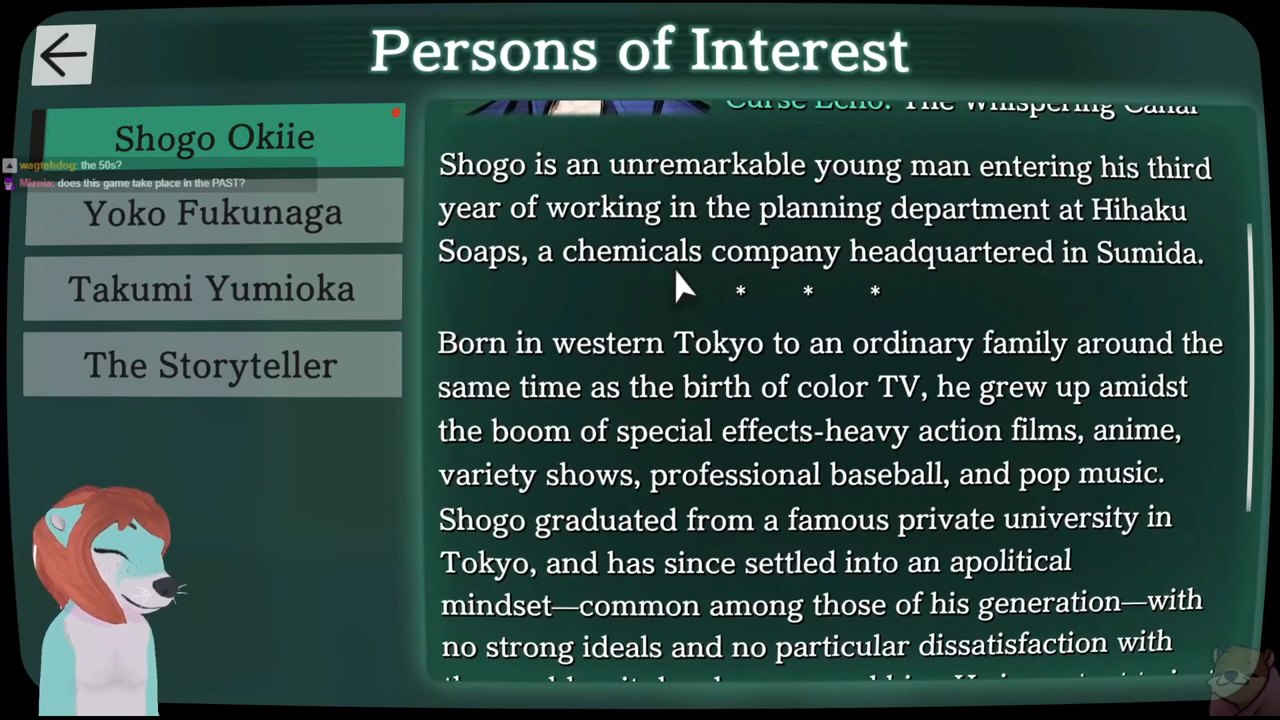 Persons of Interest
Shogo Okiie
wagtehdog: the 50s?
Miznia: does this game take place in the PAST?
Yoko Fukunaga
Takumi Yumioka
The Storyteller
Curse Echo: The Whispering Canal
Shogo is an unremarkable young man entering his third
year of working in the planning department at Hihaku
Soaps, a chemicals company headquartered in Sumida.
* * *
Born in western Tokyo to an ordinary family around the
same time as the birth of color TV, he grew up amidst
the boom of special effects-heavy action films, anime,
variety shows, professional baseball, and pop music.
Shogo graduated from a famous private university in
Tokyo, and has since settled into an apolitical
mindset—common among those of his generation—with
no strong ideals and no particular dissatisfaction with